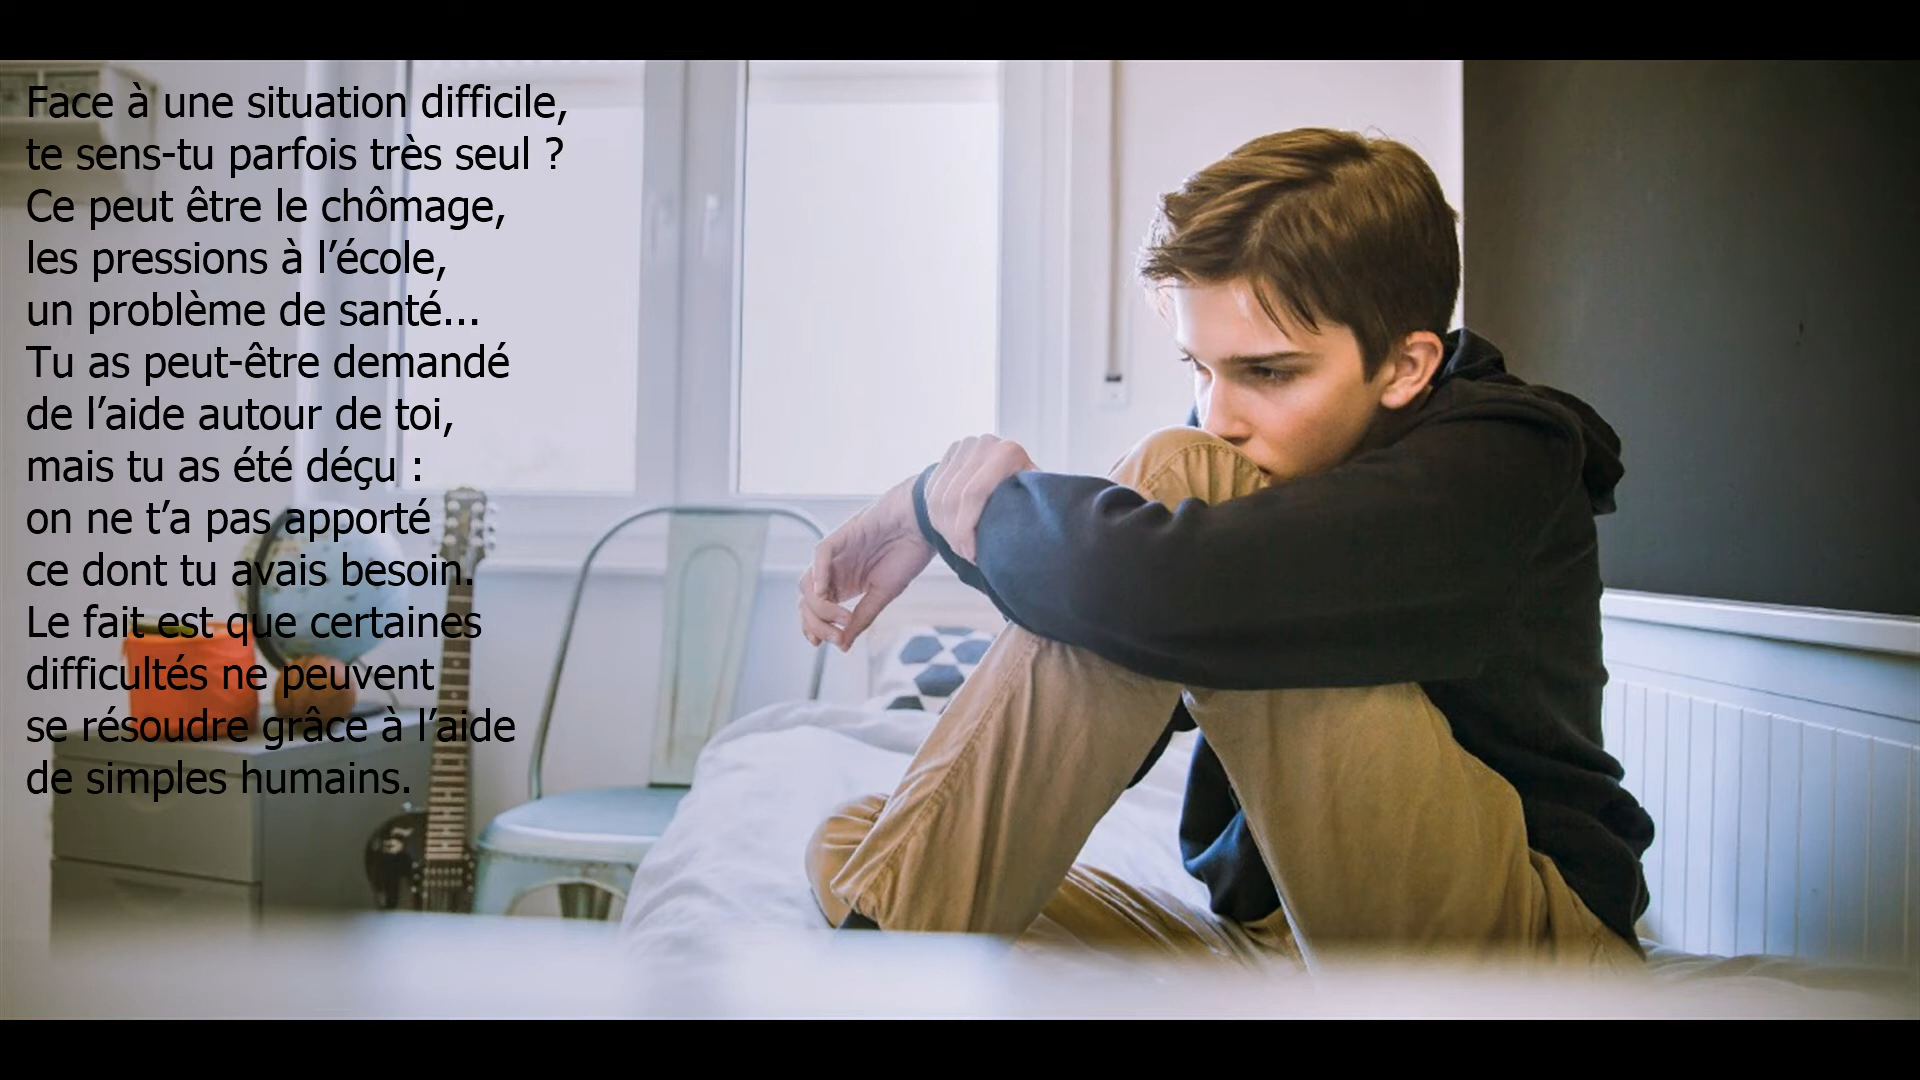 Face à une situation difficile,
te sens-tu parfois très seul ?
Ce peut être le chômage,
les pressions à l’école,
un problème de santé...
Tu as peut-être demandé
de l’aide autour de toi,
mais tu as été déçu :
on ne t’a pas apporté
ce dont tu avais besoin.
Le fait est que certaines
difficultés ne peuvent
se résoudre grâce à l’aide
de simples humains.